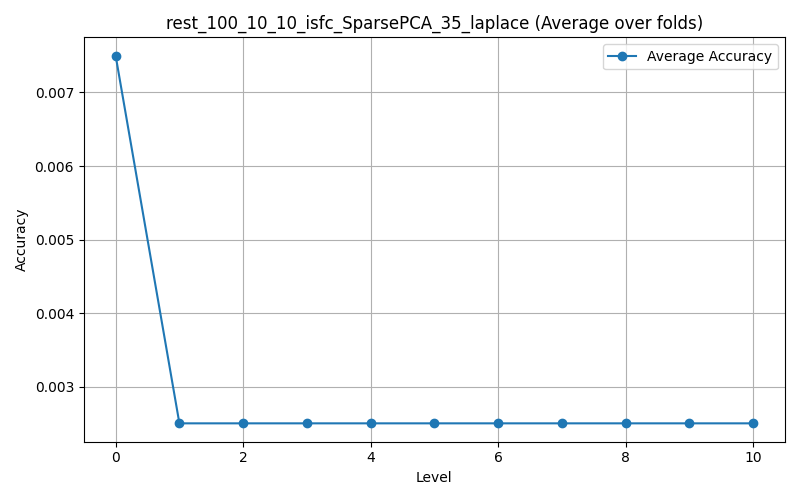 rest_100_10_10_isfc_SparsePCA_35_laplace (Average over folds)
Average Accuracy
0.007
0.006
0.005
0.004
0.003
Accuracy
0 2 4 6 8 10
Level